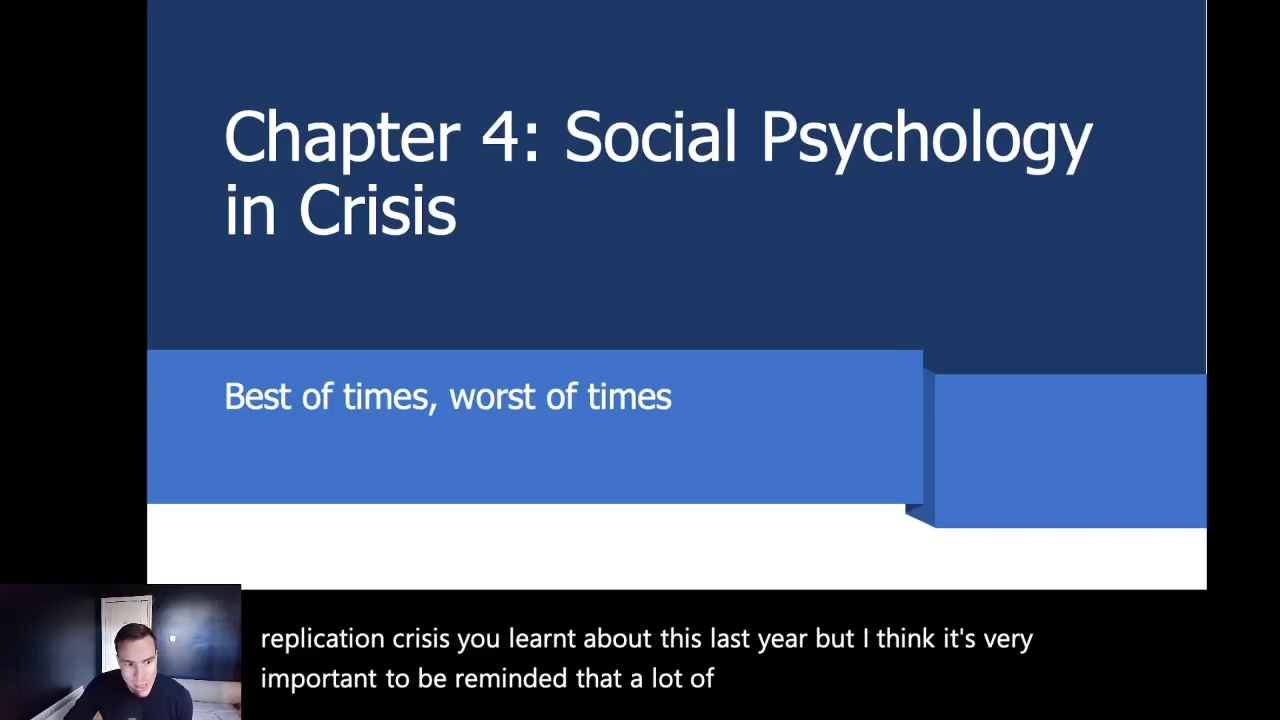 Chapter 4: Social Psychology
in Crisis
Best of times, worst of times
replication crisis you learnt about this last year but I think it's very
important to be reminded that a lot of